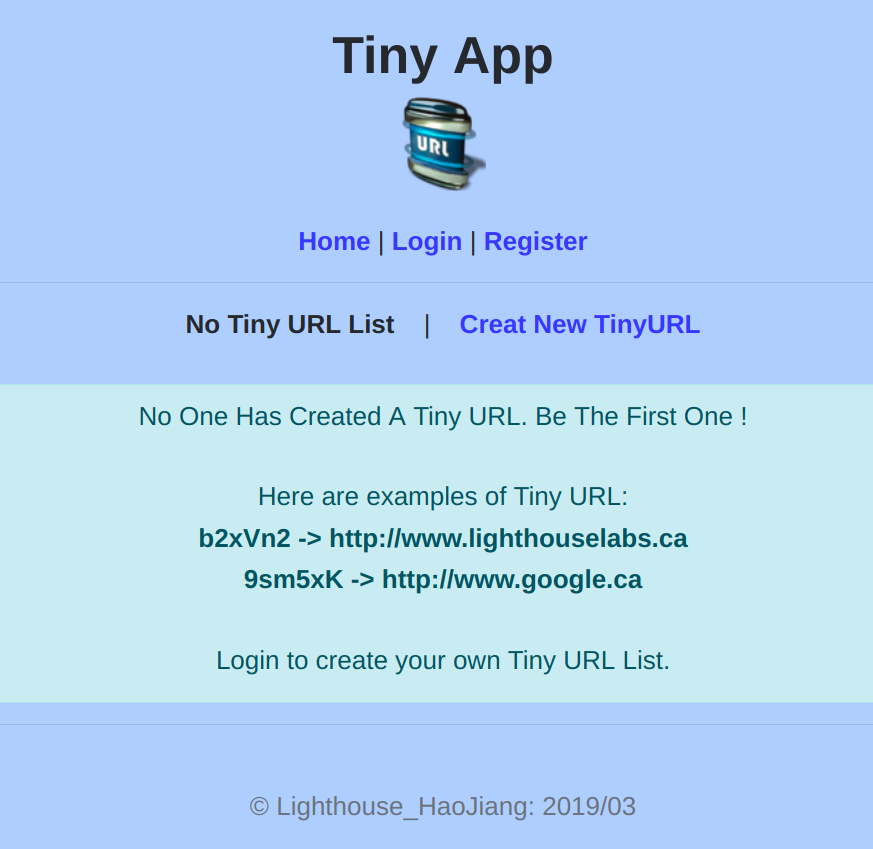 Tiny App
URL
Home | Login | Register
No Tiny URL List | Creat New TinyURL
No One Has Created A Tiny URL. Be The First One !
Here are examples of Tiny URL:
b2xVn2 -> http://www.lighthouselabs.ca
9sm5xK -> http://www.google.ca
Login to create your own Tiny URL List.
© Lighthouse_HaoJiang: 2019/03